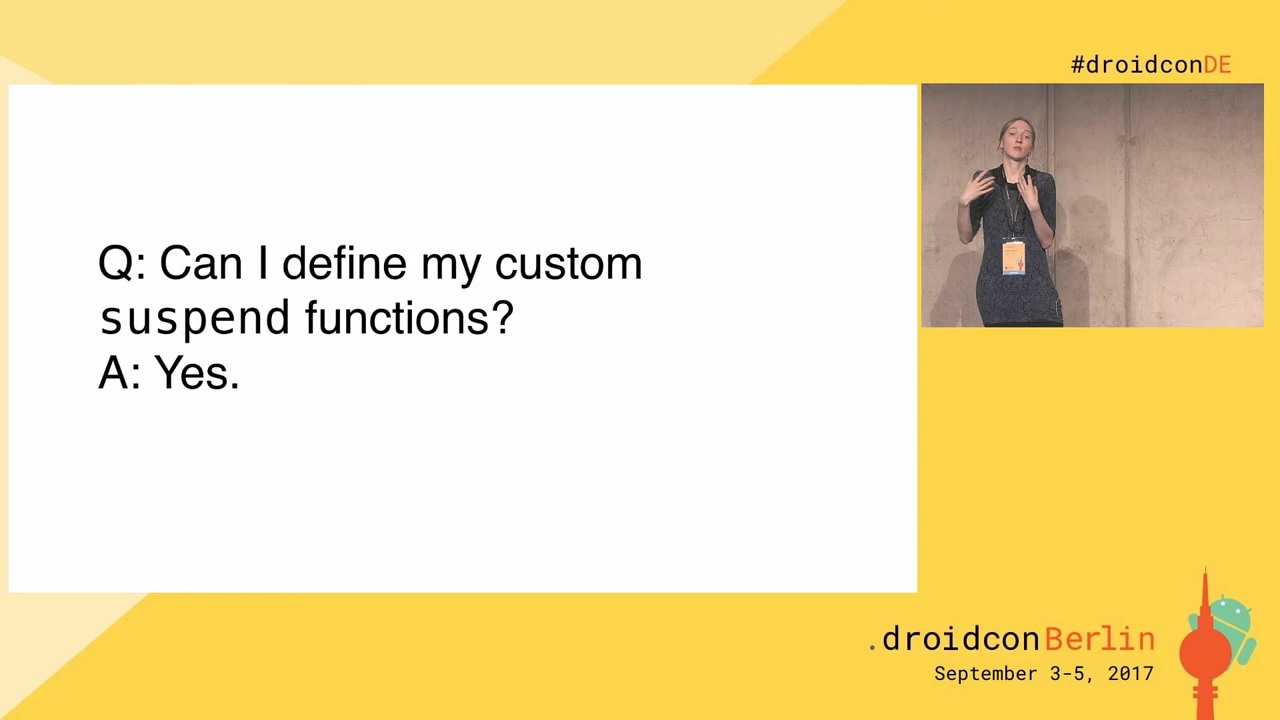 #droidconDE
Q: Can I define my custom
suspend functions?
A: Yes.
.droidconBerlin
September 3-5, 2017